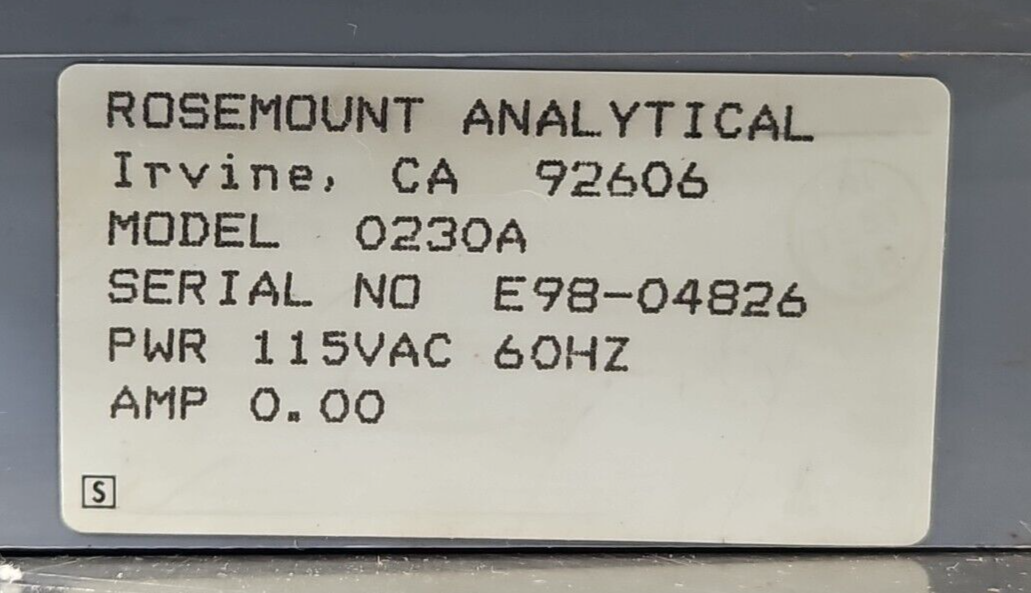 ROSEMOUNT ANALYTICAL
Irvine, CA 92606
MODEL 0230A
SERIAL NO E98-04826
PWR 115VAC 60HZ
AMP 0.00
S